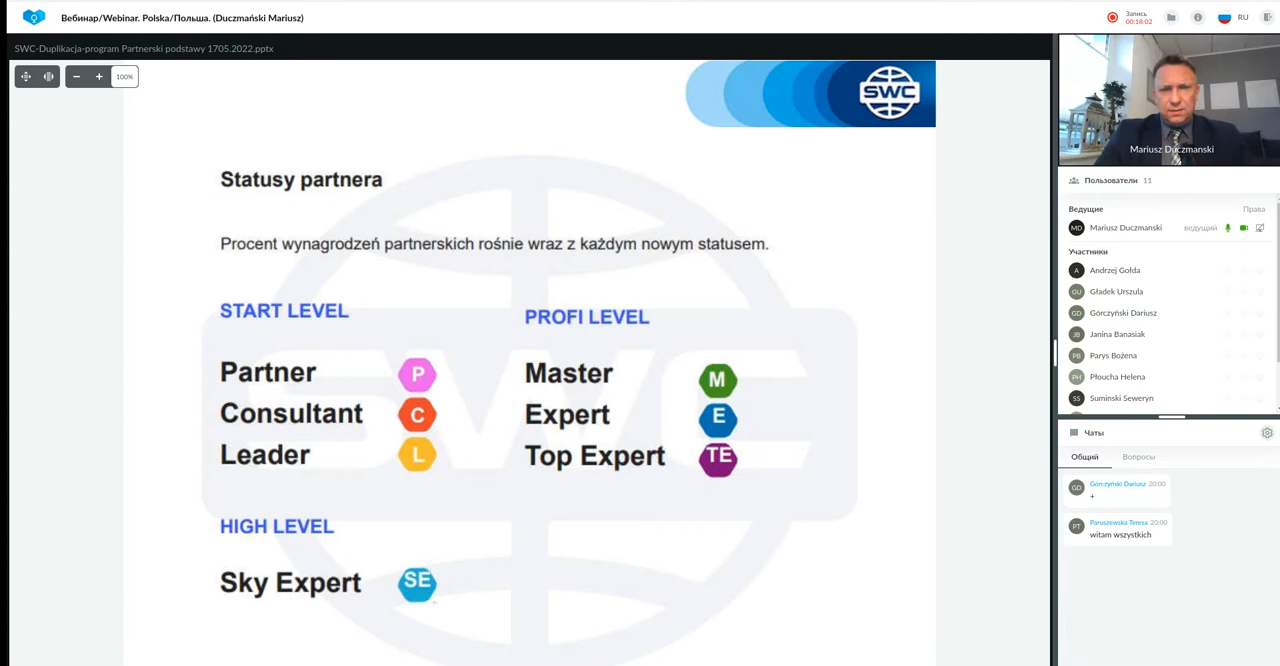 Вебинар/Webinar. Polska/Польша. (Duczmański Mariusz)
Запись
00:18:02
RU
SWC-Duplikacja-program Partnerski podstawy 1705.2022.pptx
100%
SWC
Statusy partnera
Procent wynagrodzeń partnerskich rośnie wraz z każdym nowym statusem.
START LEVEL
Partner P
Consultant C
Leader L
PROFI LEVEL
Master M
Expert E
Top Expert TE
HIGH LEVEL
Sky Expert SE
Mariusz Duczmanski
Пользователи 11
Ведущие Права
MD Mariusz Duczmanski ведущий
Участники
A Andrzej Gołda
GU Gładek Urszula
GD Górczyński Dariusz
JB Janina Banasiak
PB Parys Bożena
PH Płoucha Helena
SS Suminski Seweryn
Чаты
Общий Вопросы
GD Górczyński Dariusz 20:00
+
PT Paruszewska Teresa 20:00
witam wszystkich